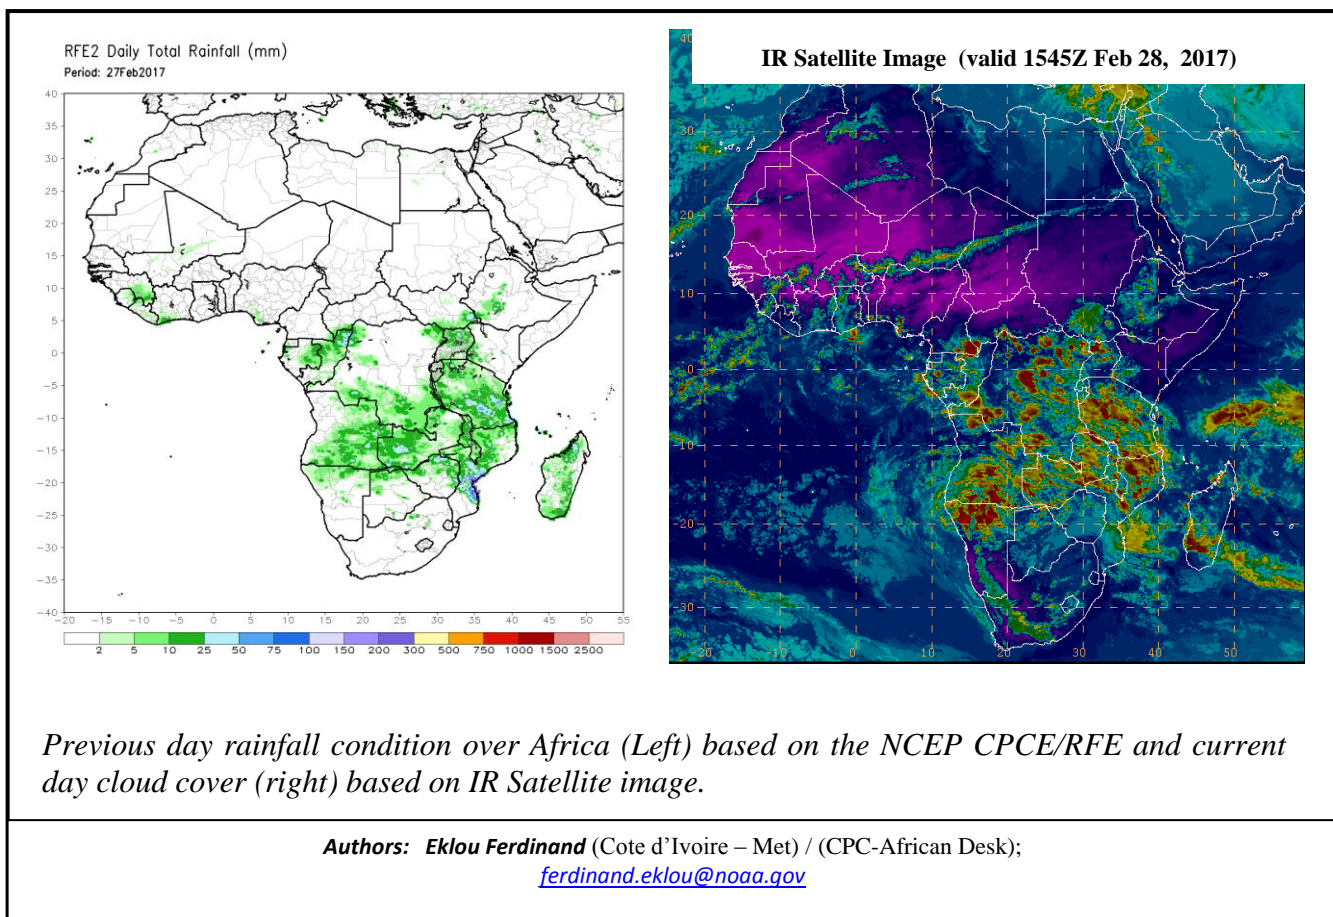 RFE2 Daily Total Rainfall (mm)
Period: 27Feb2017
40
35
30
25
20
15
10
5
0
−5
−10
−15
−20
−25
−30
−35
−40
−20 −15 −10 −5 0 5 10 15 20 25 30 35 40 45 50 55
2 5 10 25 50 75 100 150 200 300 500 750 1000 1500 2500
IR Satellite Image (valid 1545Z Feb 28, 2017)
30
20
10
0
-10
-20
-30
-20 -10 0 10 20 30 40 50
Previous day rainfall condition over Africa (Left) based on the NCEP CPCE/RFE and current
day cloud cover (right) based on IR Satellite image.
Authors: Eklou Ferdinand (Cote d'Ivoire – Met) / (CPC-African Desk);
ferdinand.eklou@noaa.gov